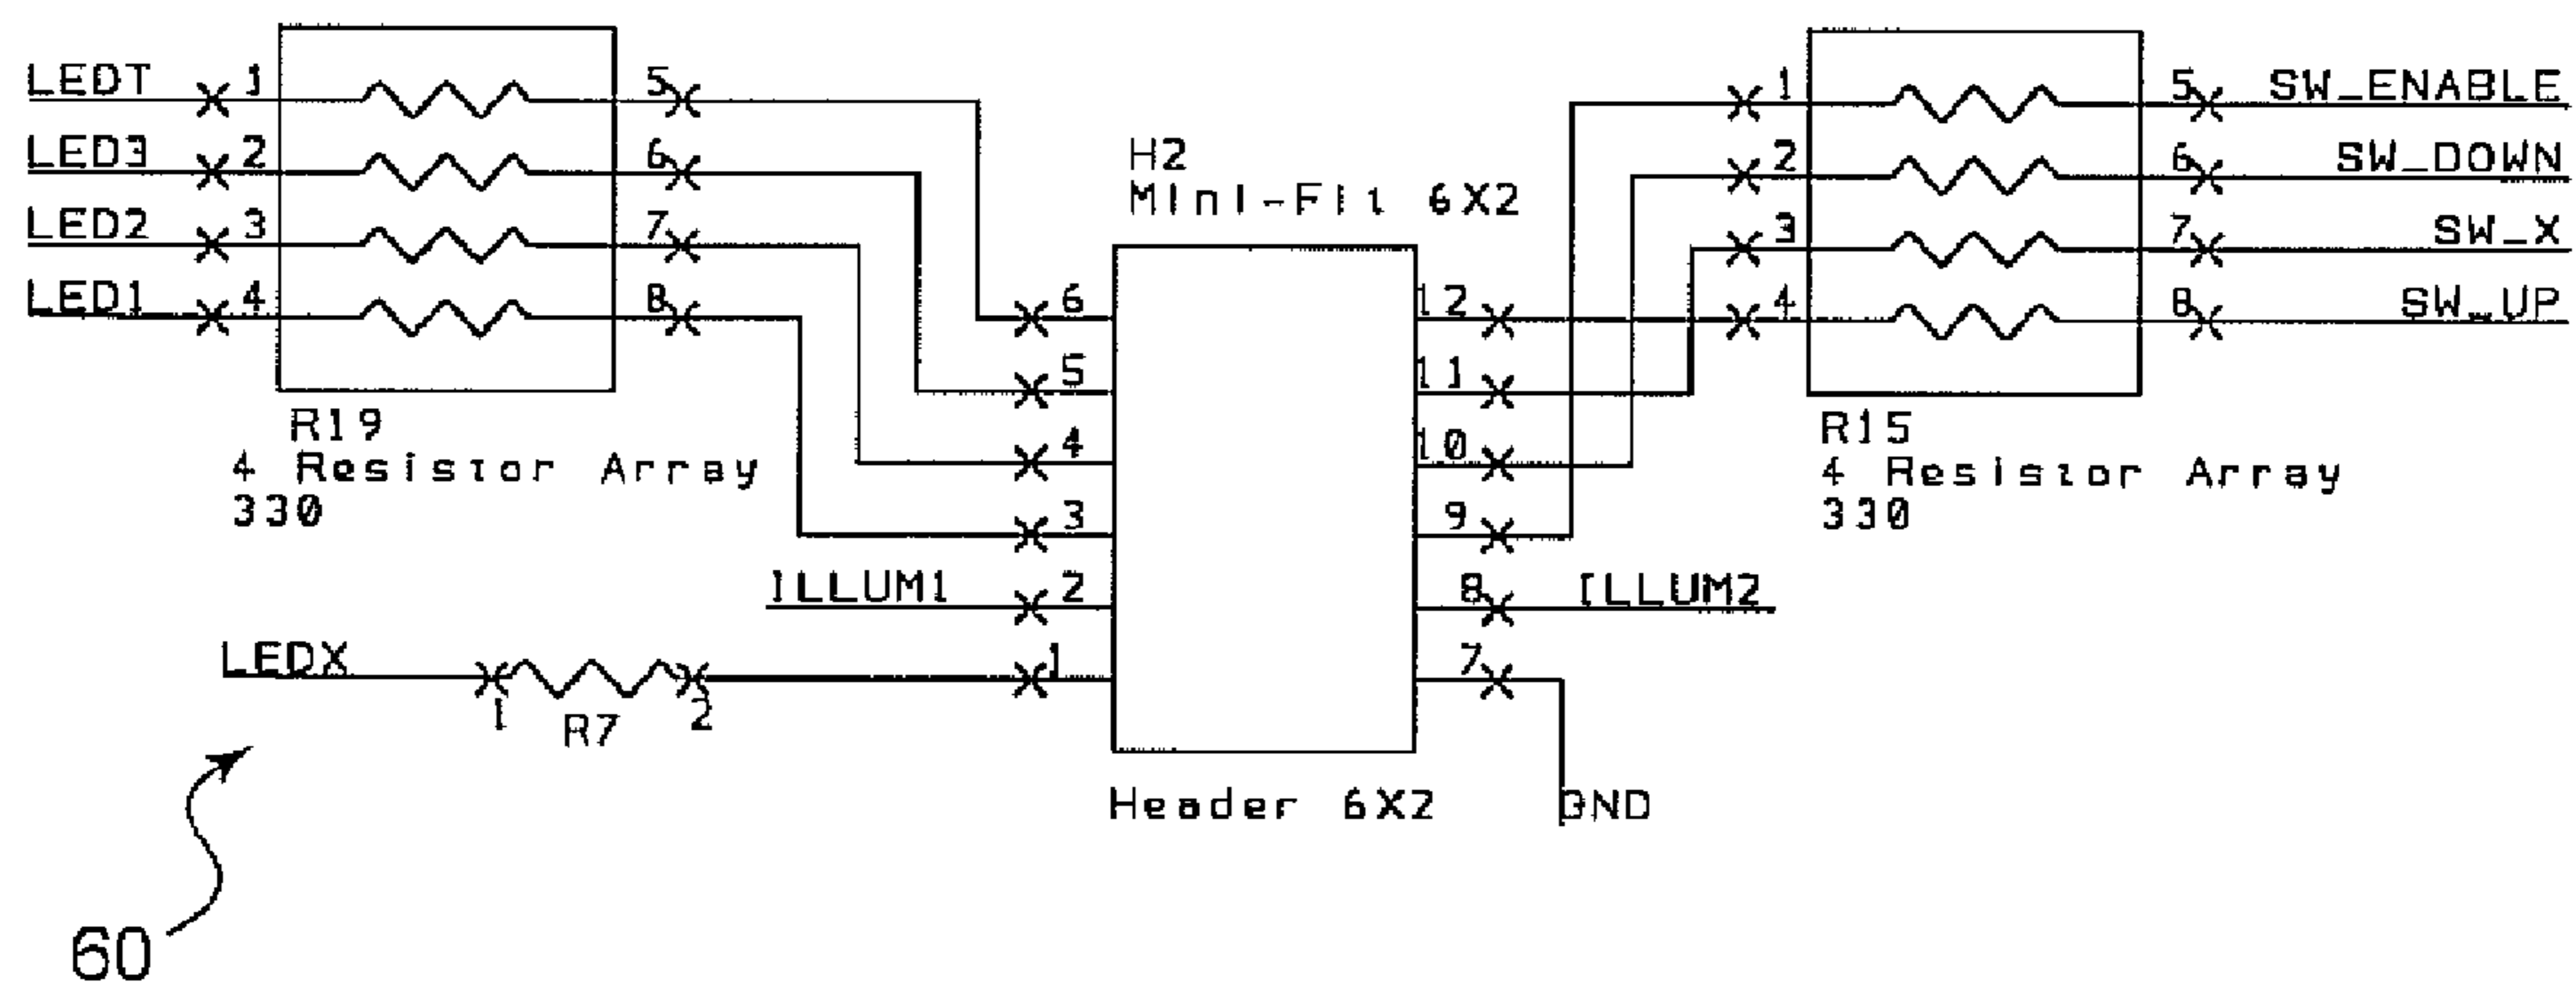 LEDT 1 5
LED3 2 6
LED2 3 7
LED1 4 8
R19
4 Resistor Array
330
H2
Mini-Fit 6X2
6 12
5 11
4 10
3 9
ILLUM1 2 8 ILLUM2
LEDX 1 R7 2 1 7
GND
Header 6X2
1 5 SW_ENABLE
2 6 SW_DOWN
3 7 SW_X
4 8 SW_UP
R15
4 Resistor Array
330
60